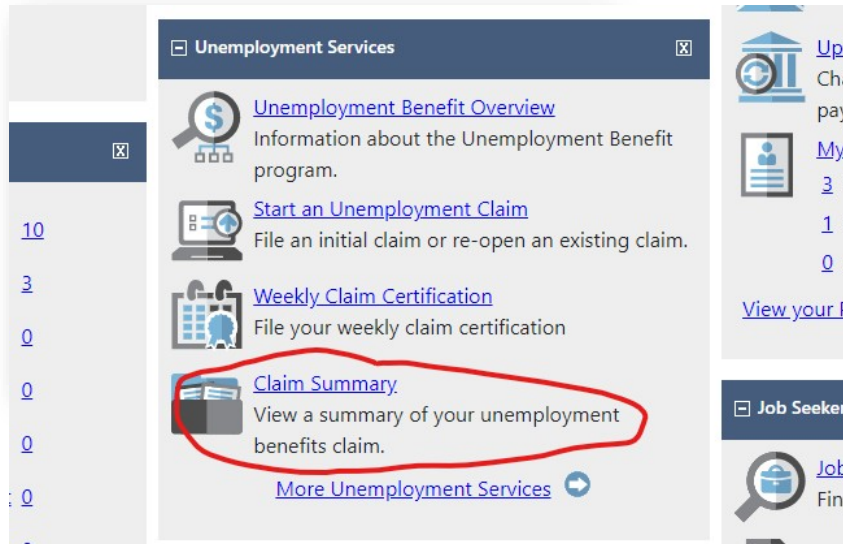 Unemployment Services
Unemployment Benefit Overview
Information about the Unemployment Benefit
program.
Start an Unemployment Claim
File an initial claim or re-open an existing claim.
Weekly Claim Certification
File your weekly claim certification
Claim Summary
View a summary of your unemployment
benefits claim.
More Unemployment Services
10
3
0
0
0
0
My
3
1
0
View your
Job